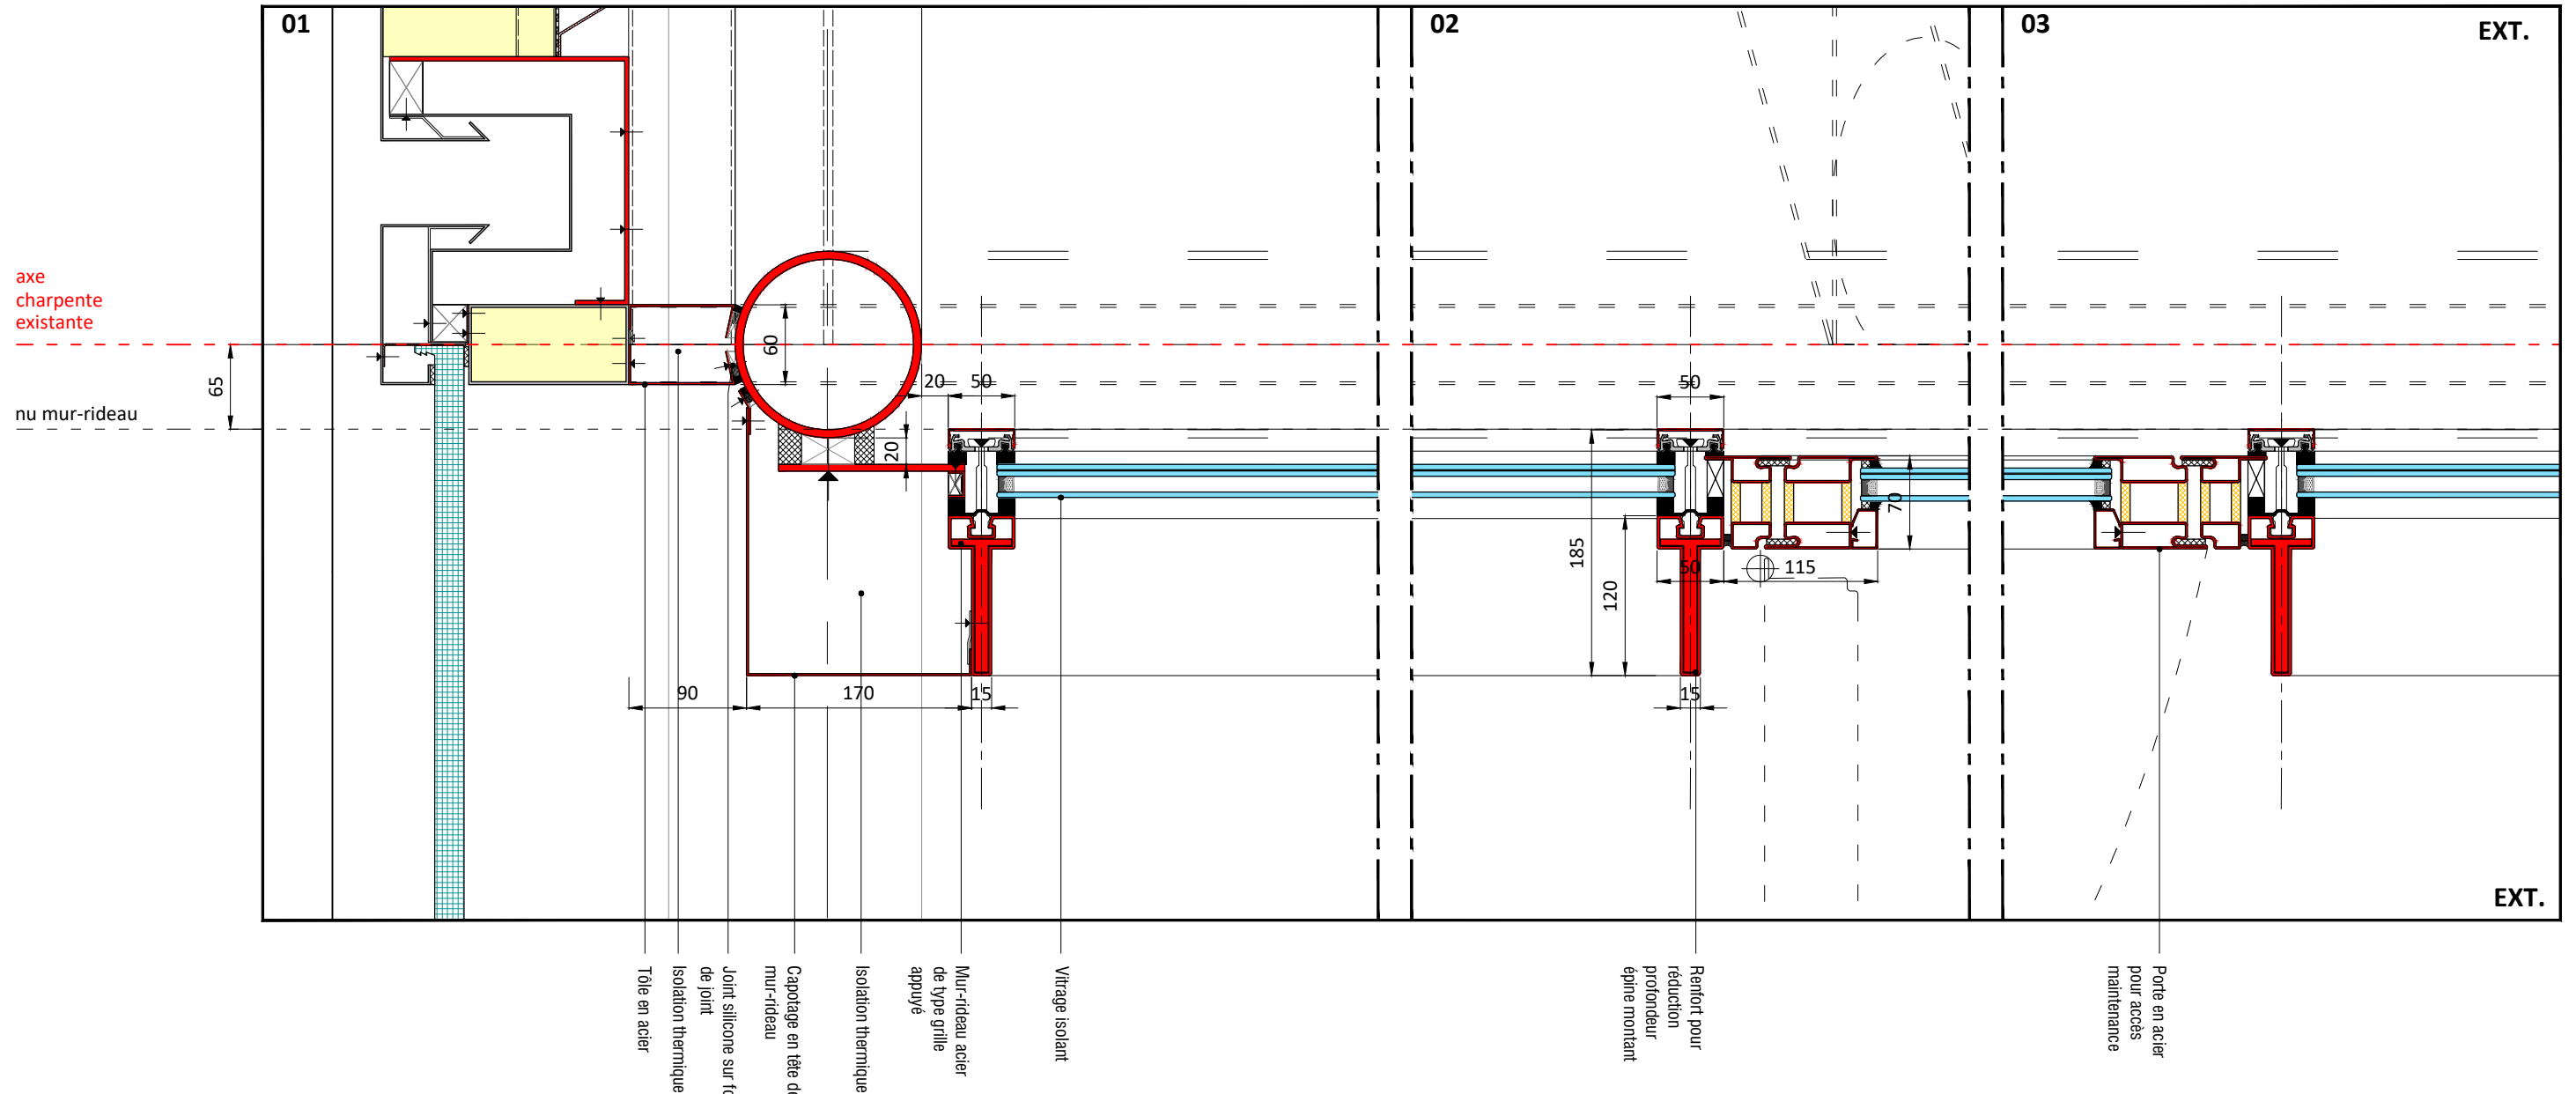 01
02
03
EXT.
axe
charpente
existante
65
nu mur-rideau
60
20
50
20
90
170
15
50
185
120
50
115
70
15
EXT.
Tôle en acier
Isolation thermique
Joint silicone sur
de joint
Capotage en tête de
mur-rideau
Isolation thermique
Mur-rideau acier
de type grille
appuyé
Vitrage isolant
Renfort pour
réduction
profondeur
épine montant
Porte en acier
pour accès
maintenance